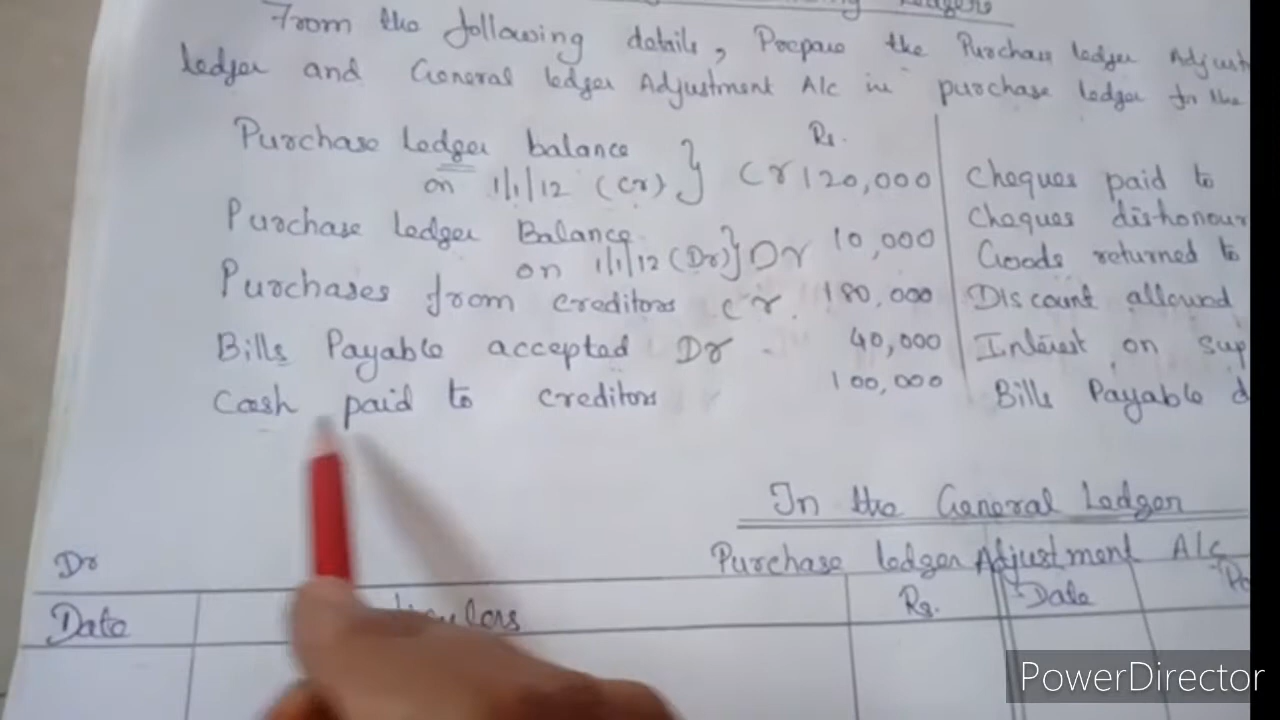 Ledgers
From the following details, Prepare the Purchase ledger Adjust
ledger and General ledger Adjustment A/c in purchase ledger for the
Rs.
Purchase Ledger balance
on 1/1/12 (Cr) } Cr 120,000
Purchase Ledger Balance
on 1/1/12 (Dr) } Dr 10,000
Purchases from creditors cr. 180,000
Bills Payable accepted Dr 40,000
Cash paid to creditors 100,000
Cheques paid to
Cheques dishonour
Goods returned to
Discount allowed
Interest on sup
Bills Payable d
In the General Ledger
Dr Purchase ledger Adjustment A/c
Date Rs. Date
PowerDirector